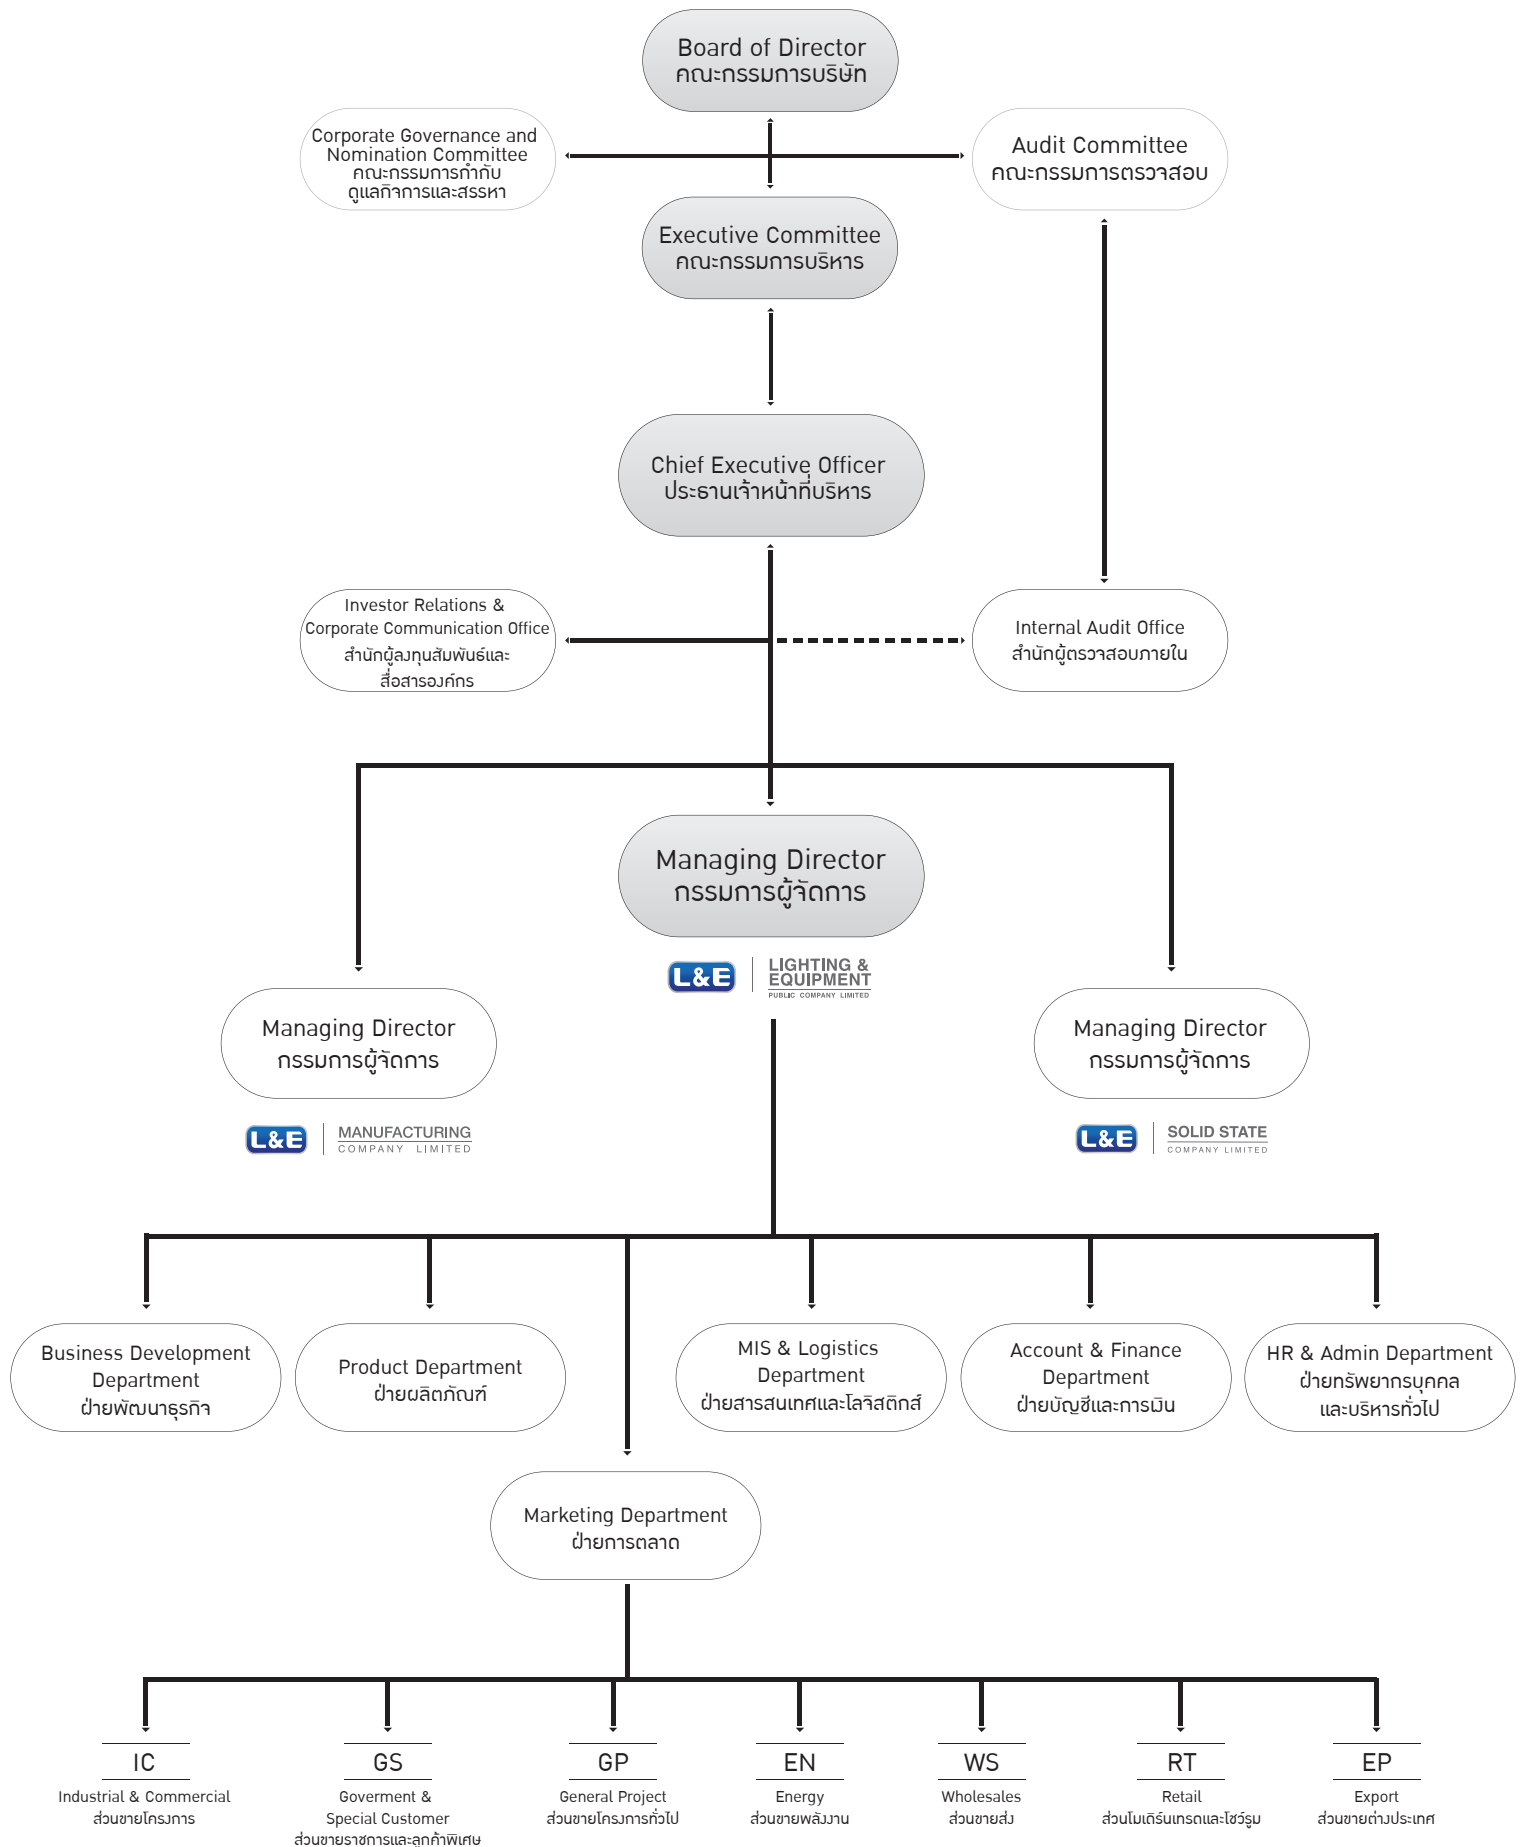 Board of Director
คณะกรรมการบริษัท
Corporate Governance and
Nomination Committee
คณะกรรมการกำกับ
ดูแลกิจการและสรรหา
Audit Committee
คณะกรรมการตรวจสอบ
Executive Committee
คณะกรรมการบริหาร
Chief Executive Officer
ประธานเจ้าหน้าที่บริหาร
Investor Relations &
Corporate Communication Office
สำนักผู้ลงทุนสัมพันธ์และ
สื่อสารองค์กร
Internal Audit Office
สำนักผู้ตรวจสอบภายใน
Managing Director
กรรมการผู้จัดการ
L&E
LIGHTING &
EQUIPMENT
PUBLIC COMPANY LIMITED
Managing Director
กรรมการผู้จัดการ
L&E
MANUFACTURING
COMPANY LIMITED
Managing Director
กรรมการผู้จัดการ
L&E
SOLID STATE
COMPANY LIMITED
Business Development
Department
ฝ่ายพัฒนาธุรกิจ
Product Department
ฝ่ายผลิตภัณฑ์
MIS & Logistics
Department
ฝ่ายสารสนเทศและโลจิสติกส์
Account & Finance
Department
ฝ่ายบัญชีและการเงิน
HR & Admin Department
ฝ่ายทรัพยากรบุคคล
และบริหารทั่วไป
Marketing Department
ฝ่ายการตลาด
IC
Industrial & Commercial
ส่วนขายโครงการ
GS
Goverment &
Special Customer
ส่วนขายราชการและลูกค้าพิเศษ
GP
General Project
ส่วนขายโครงการทั่วไป
EN
Energy
ส่วนขายพลังงาน
WS
Wholesales
ส่วนขายส่ง
RT
Retail
ส่วนโมเดิร์นเทรดและโชว์รูม
EP
Export
ส่วนขายต่างประเทศ